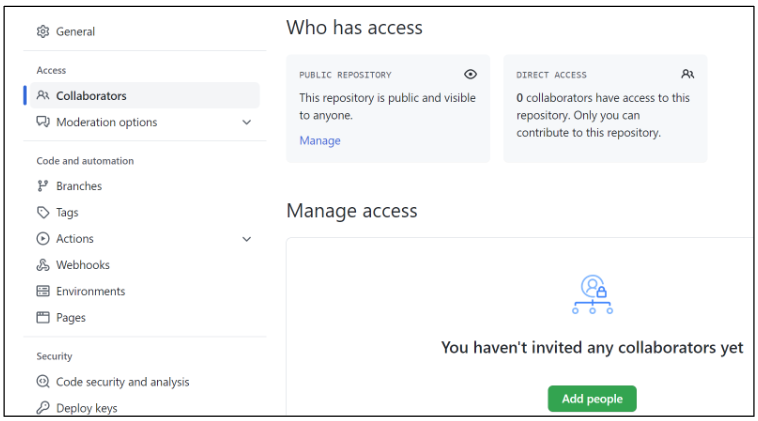 General
Access
Collaborators
Moderation options
Code and automation
Branches
Tags
Actions
Webhooks
Environments
Pages
Security
Code security and analysis
Deploy keys
Who has access
PUBLIC REPOSITORY
This repository is public and visible
to anyone.
Manage
DIRECT ACCESS
0 collaborators have access to this
repository. Only you can
contribute to this repository.
Manage access
You haven't invited any collaborators yet
Add people